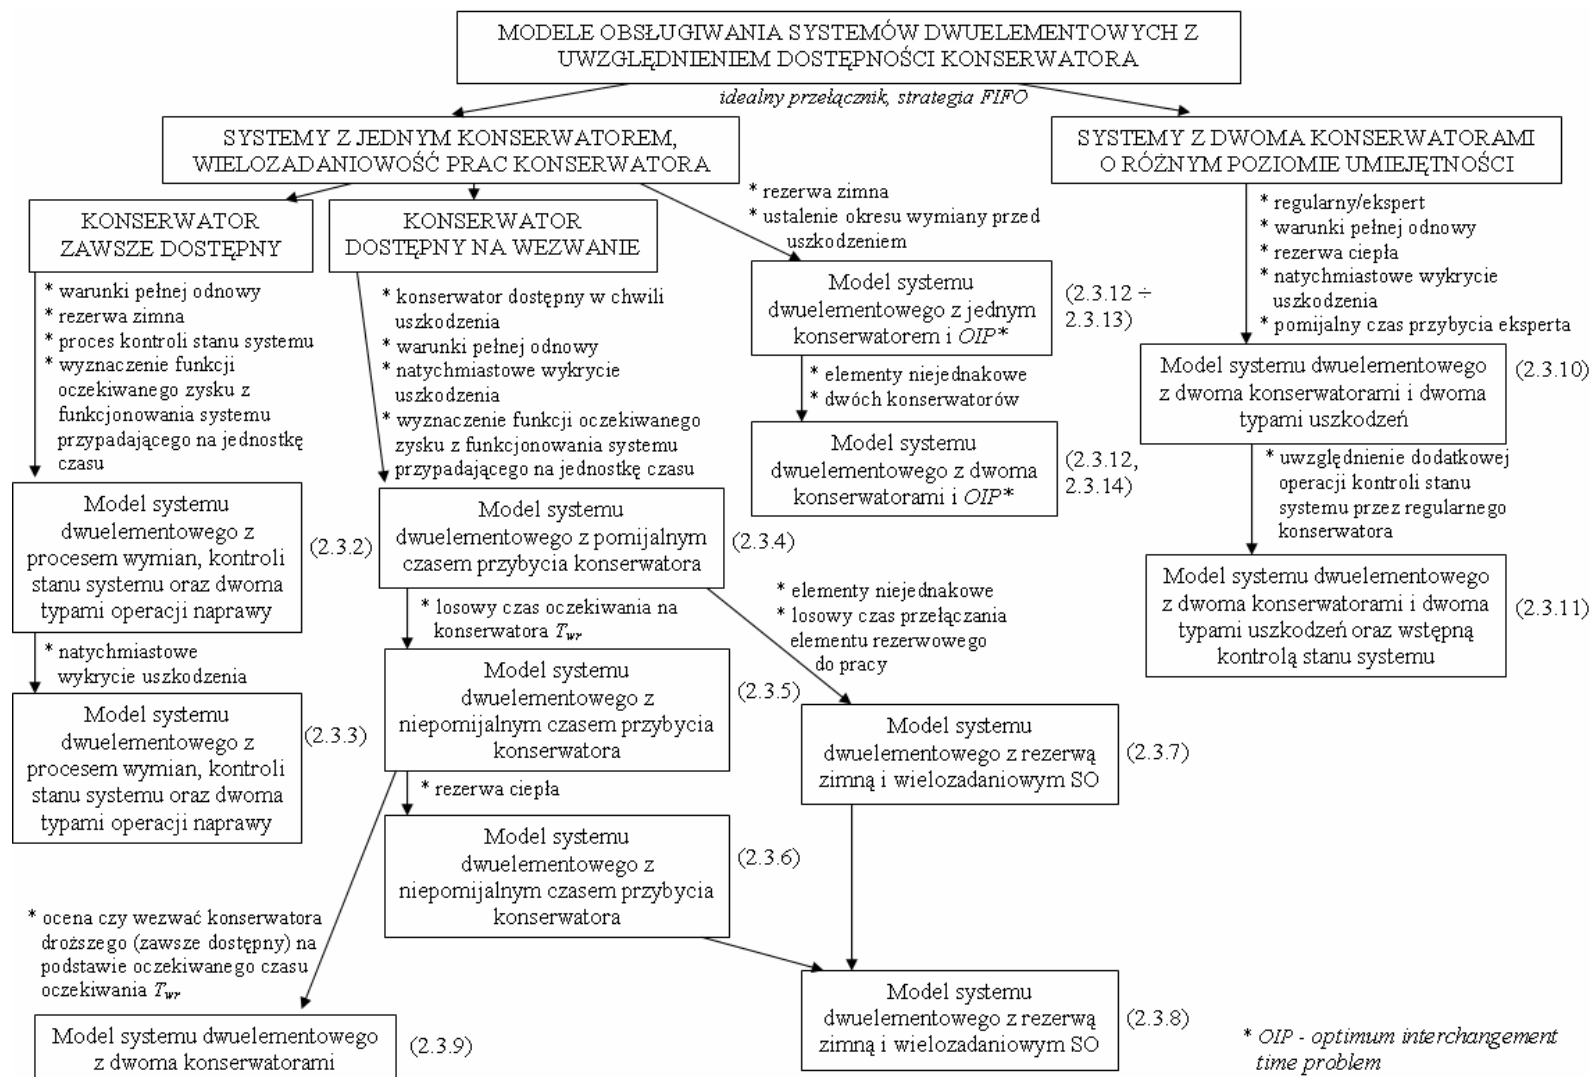 MODELE OBSŁUGIWANIA SYSTEMÓW DWUELEMENTOWYCH Z
UWZGLĘDNIENIEM DOSTĘPNOŚCI KONSERWATORA
idealny przełącznik, strategia FIFO
SYSTEMY Z JEDNYM KONSERWATOREM,
WIELOZADANIOWOŚĆ PRAC KONSERWATORA
SYSTEMY Z DWOMA KONSERWATORAMI
O RÓŻNYM POZIOMIE UMIEJĘTNOŚCI
KONSERWATOR
ZAWSZE DOSTĘPNY
* warunki pełnej odnowy
* rezerwa zimna
* proces kontroli stanu systemu
* wyznaczenie funkcji
oczekiwanego zysku z
funkcjonowania systemu
przypadającego na jednostkę
czasu
Model systemu
dwuelementowego z
procesem wymian, kontroli
stanu systemu oraz dwoma
typami operacji naprawy
(2.3.2)
* natychmiastowe
wykrycie uszkodzenia
Model systemu
dwuelementowego z
procesem wymian, kontroli
stanu systemu oraz dwoma
typami operacji naprawy
(2.3.3)
KONSERWATOR
DOSTĘPNY NA WEZWANIE
* konserwator dostępny w chwili
uszkodzenia
* warunki pełnej odnowy
* natychmiastowe wykrycie
uszkodzenia
* wyznaczenie funkcji oczekiwanego
zysku z funkcjonowania systemu
przypadającego na jednostkę czasu
Model systemu
dwuelementowego z pomijalnym
czasem przybycia konserwatora
(2.3.4)
* losowy czas oczekiwania na
konserwatora Twr
Model systemu
dwuelementowego z
niepomijalnym czasem przybycia
konserwatora
(2.3.5)
* rezerwa ciepła
Model systemu
dwuelementowego z
niepomijalnym czasem przybycia
konserwatora
(2.3.6)
* ocena czy wezwać konserwatora
droższego (zawsze dostępny) na
podstawie oczekiwanego czasu
oczekiwania Twr
Model systemu dwuelementowego
z dwoma konserwatorami
(2.3.9)
* rezerwa zimna
* ustalenie okresu wymiany przed
uszkodzeniem
Model systemu
dwuelementowego z jednym
konserwatorem i OIP*
(2.3.12 ÷
2.3.13)
* elementy niejednakowe
* dwóch konserwatorów
Model systemu
dwuelementowego z dwoma
konserwatorami i OIP*
(2.3.12,
2.3.14)
* elementy niejednakowe
* losowy czas przełączania
elementu rezerwowego
do pracy
Model systemu
dwuelementowego z rezerwą
zimną i wielozadaniowym SO
(2.3.7)
Model systemu
dwuelementowego z rezerwą
zimną i wielozadaniowym SO
(2.3.8)
* regularny/ekspert
* warunki pełnej odnowy
* rezerwa ciepła
* natychmiastowe wykrycie
uszkodzenia
* pomijalny czas przybycia eksperta
Model systemu dwuelementowego
z dwoma konserwatorami i dwoma
typami uszkodzeń
(2.3.10)
* uwzględnienie dodatkowej
operacji kontroli stanu
systemu przez regularnego
konserwatora
Model systemu dwuelementowego
z dwoma konserwatorami i dwoma
typami uszkodzeń oraz wstępną
kontrolą stanu systemu
(2.3.11)
* OIP - optimum interchangement
time problem